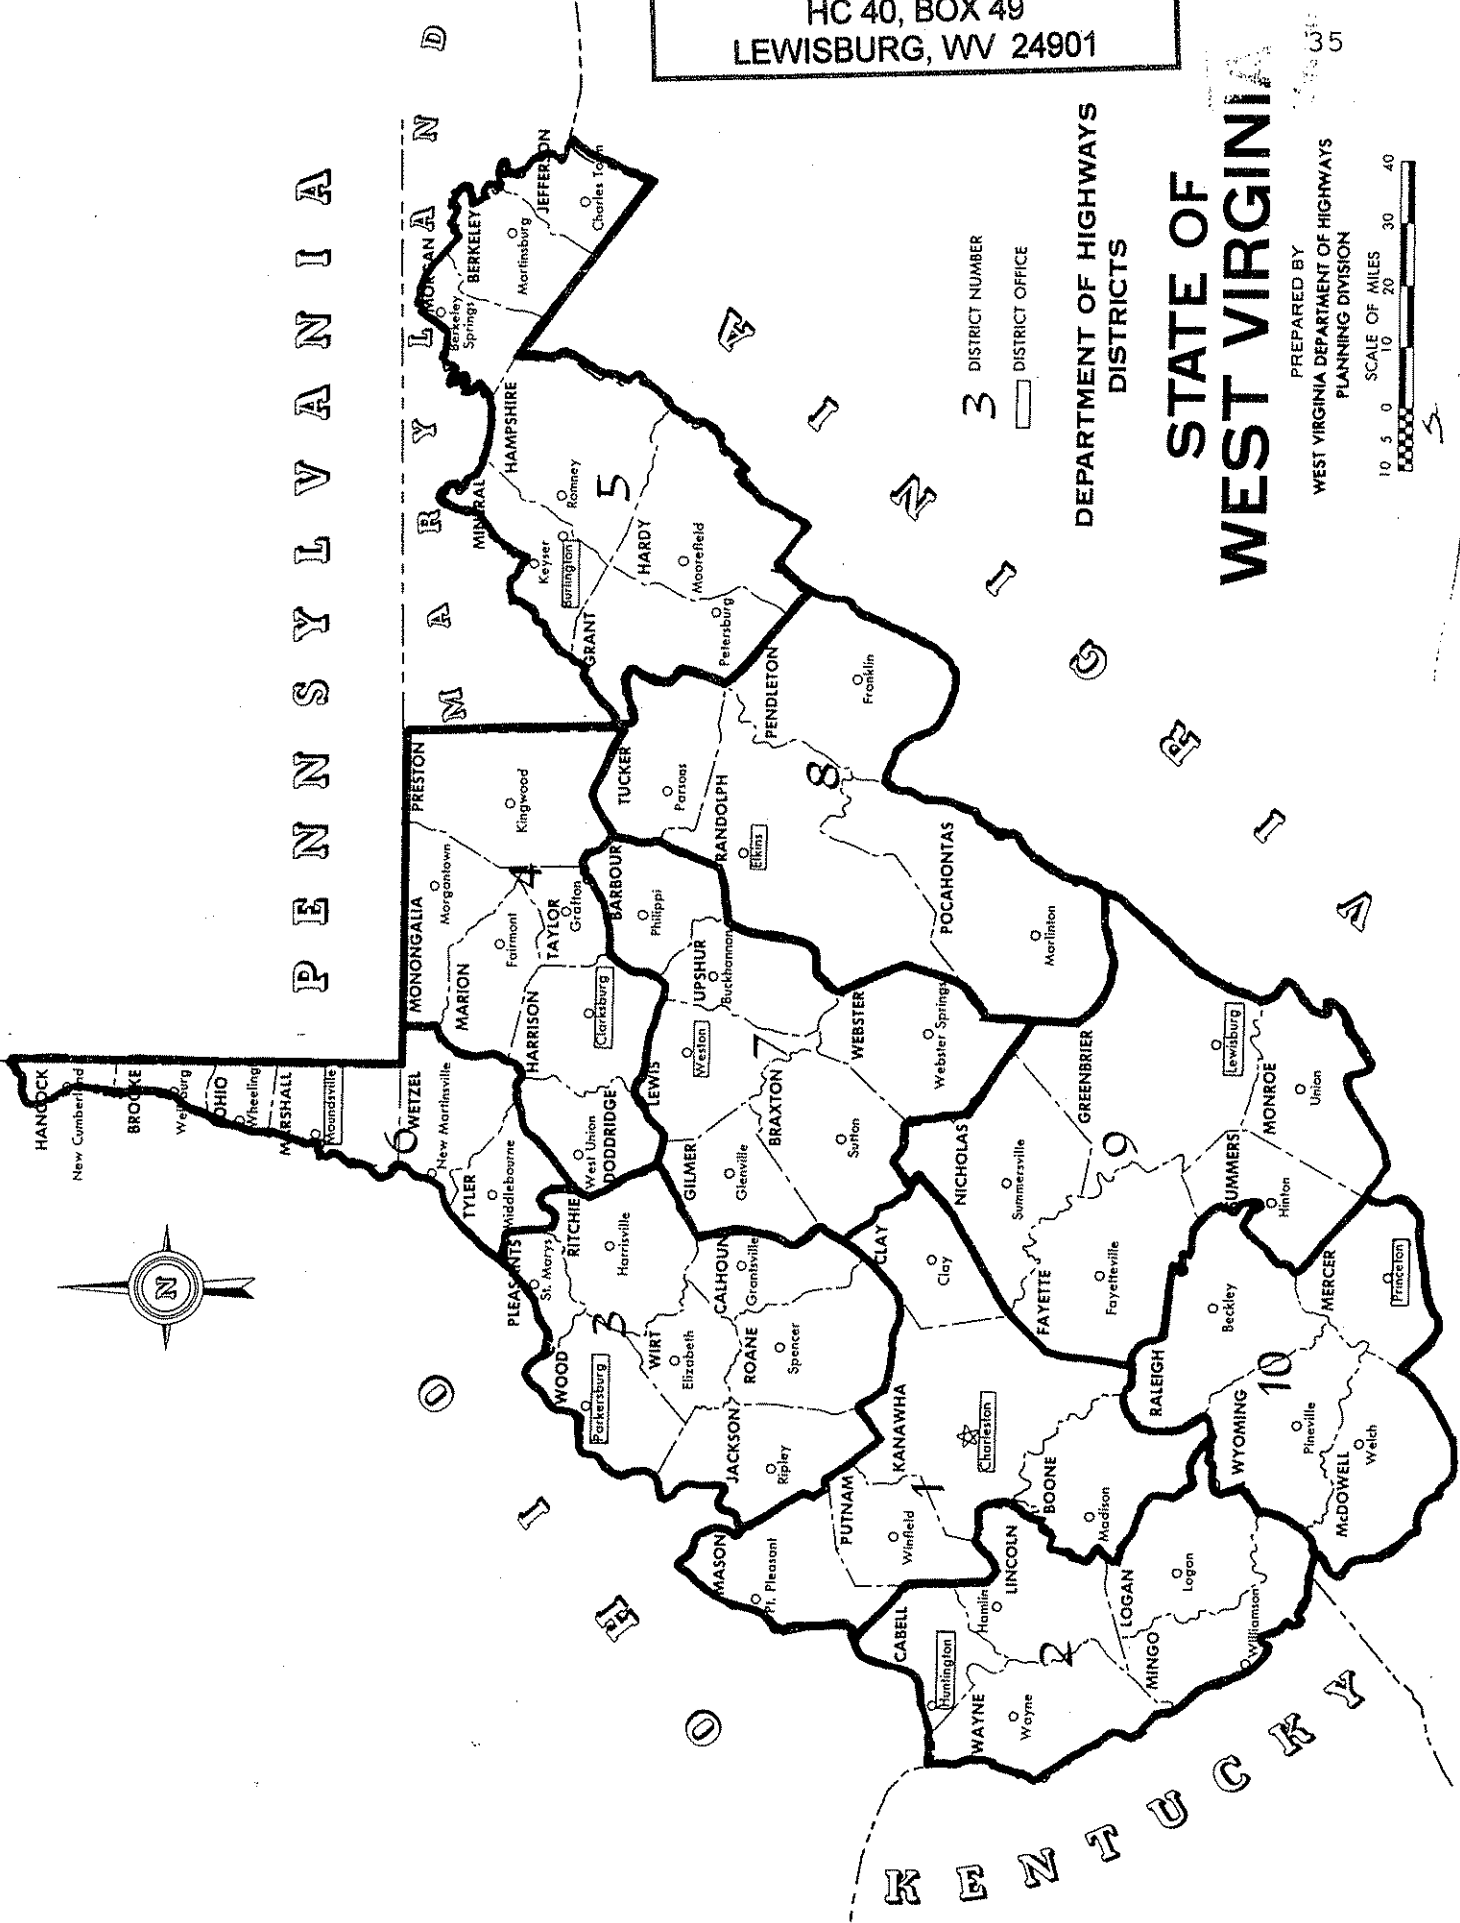 HC 40, BOX 49
LEWISBURG, WV 24901
35
PENNSYLVANIA
MARYLAND
OHIO
KENTUCKY
VIRGINIA
N
HANCOCK
New Cumberland
BROOKE
Wellsburg
OHIO
Wheeling
MARSHALL
Moundsville
6
WETZEL
New Martinsville
TYLER
Middlebourne
PLEASANTS
St. Marys
RITCHIE
Harrisville
WOOD
Parkersburg
3
WIRT
Elizabeth
CALHOUN
Grantsville
ROANE
Spencer
JACKSON
Ripley
MONONGALIA
Morgantown
PRESTON
Kingwood
MARION
Fairmont
4
TAYLOR
Grafton
HARRISON
Clarksburg
DODDRIDGE
West Union
BARBOUR
Philippi
LEWIS
Weston
UPSHUR
Buckhannon
7
GILMER
Glenville
BRAXTON
Sutton
WEBSTER
Webster Springs
TUCKER
Parsons
RANDOLPH
Elkins
8
PENDLETON
Franklin
POCAHONTAS
Marlinton
MORGAN
Berkeley
Springs
BERKELEY
Martinsburg
JEFFERSON
Charles Town
HAMPSHIRE
Romney
MINERAL
Keyser
Burlington
5
GRANT
Petersburg
HARDY
Moorefield
MASON
Pt. Pleasant
PUTNAM
Winfield
1
KANAWHA
Charleston
CLAY
Clay
BOONE
Madison
CABELL
Huntington
LINCOLN
Hamlin
WAYNE
Wayne
2
LOGAN
Logan
MINGO
Williamson
NICHOLAS
Summersville
GREENBRIER
Lewisburg
9
FAYETTE
Fayetteville
SUMMERS
Hinton
MONROE
Union
RALEIGH
Beckley
10
WYOMING
Pineville
MERCER
Princeton
McDOWELL
Welch
3 DISTRICT NUMBER
DISTRICT OFFICE
DEPARTMENT OF HIGHWAYS
DISTRICTS
STATE OF
WEST VIRGINIA
PREPARED BY
WEST VIRGINIA DEPARTMENT OF HIGHWAYS
PLANNING DIVISION
SCALE OF MILES
10 5 0 10 20 30 40